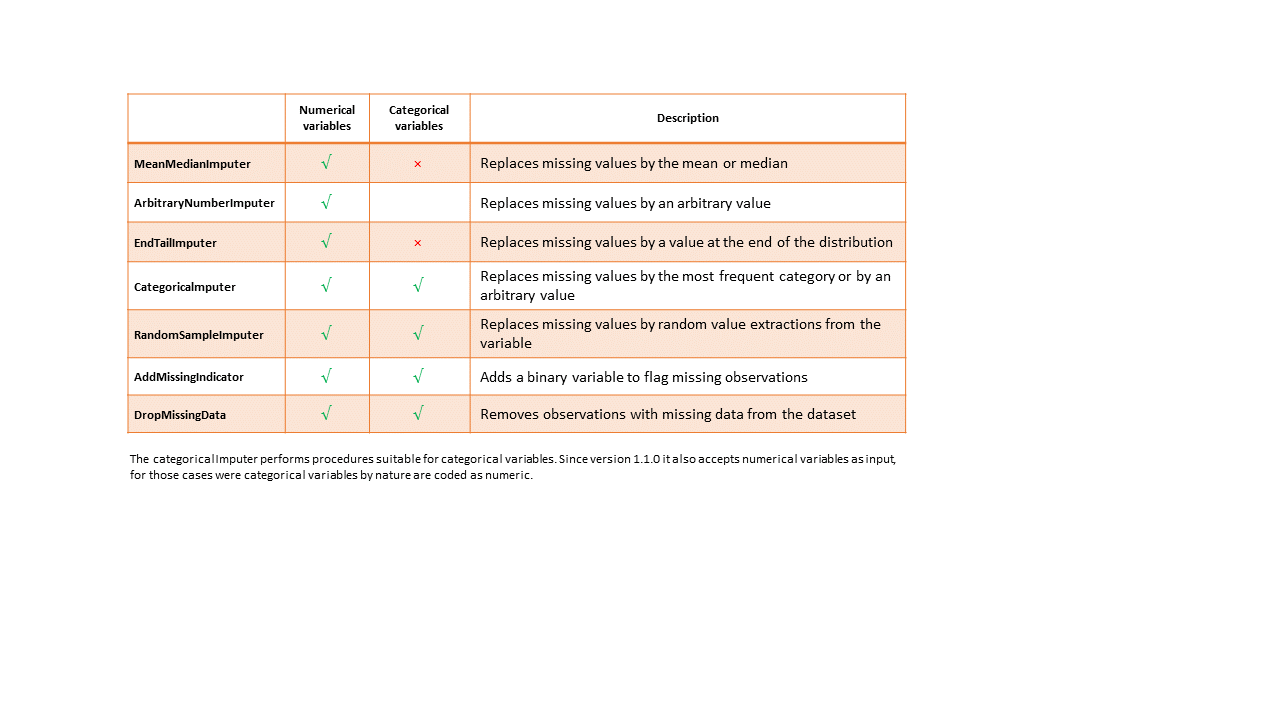 Numerical variables Categorical variables Description
MeanMedianImputer √ × Replaces missing values by the mean or median
ArbitraryNumberImputer √ Replaces missing values by an arbitrary value
EndTailImputer √ × Replaces missing values by a value at the end of the distribution
CategoricalImputer √ √ Replaces missing values by the most frequent category or by an
arbitrary value
RandomSampleImputer √ √ Replaces missing values by random value extractions from the
variable
AddMissingIndicator √ √ Adds a binary variable to flag missing observations
DropMissingData √ √ Removes observations with missing data from the dataset
The categoricalImputer performs procedures suitable for categorical variables. Since version 1.1.0 it also accepts numerical variables as input,
for those cases were categorical variables by nature are coded as numeric.